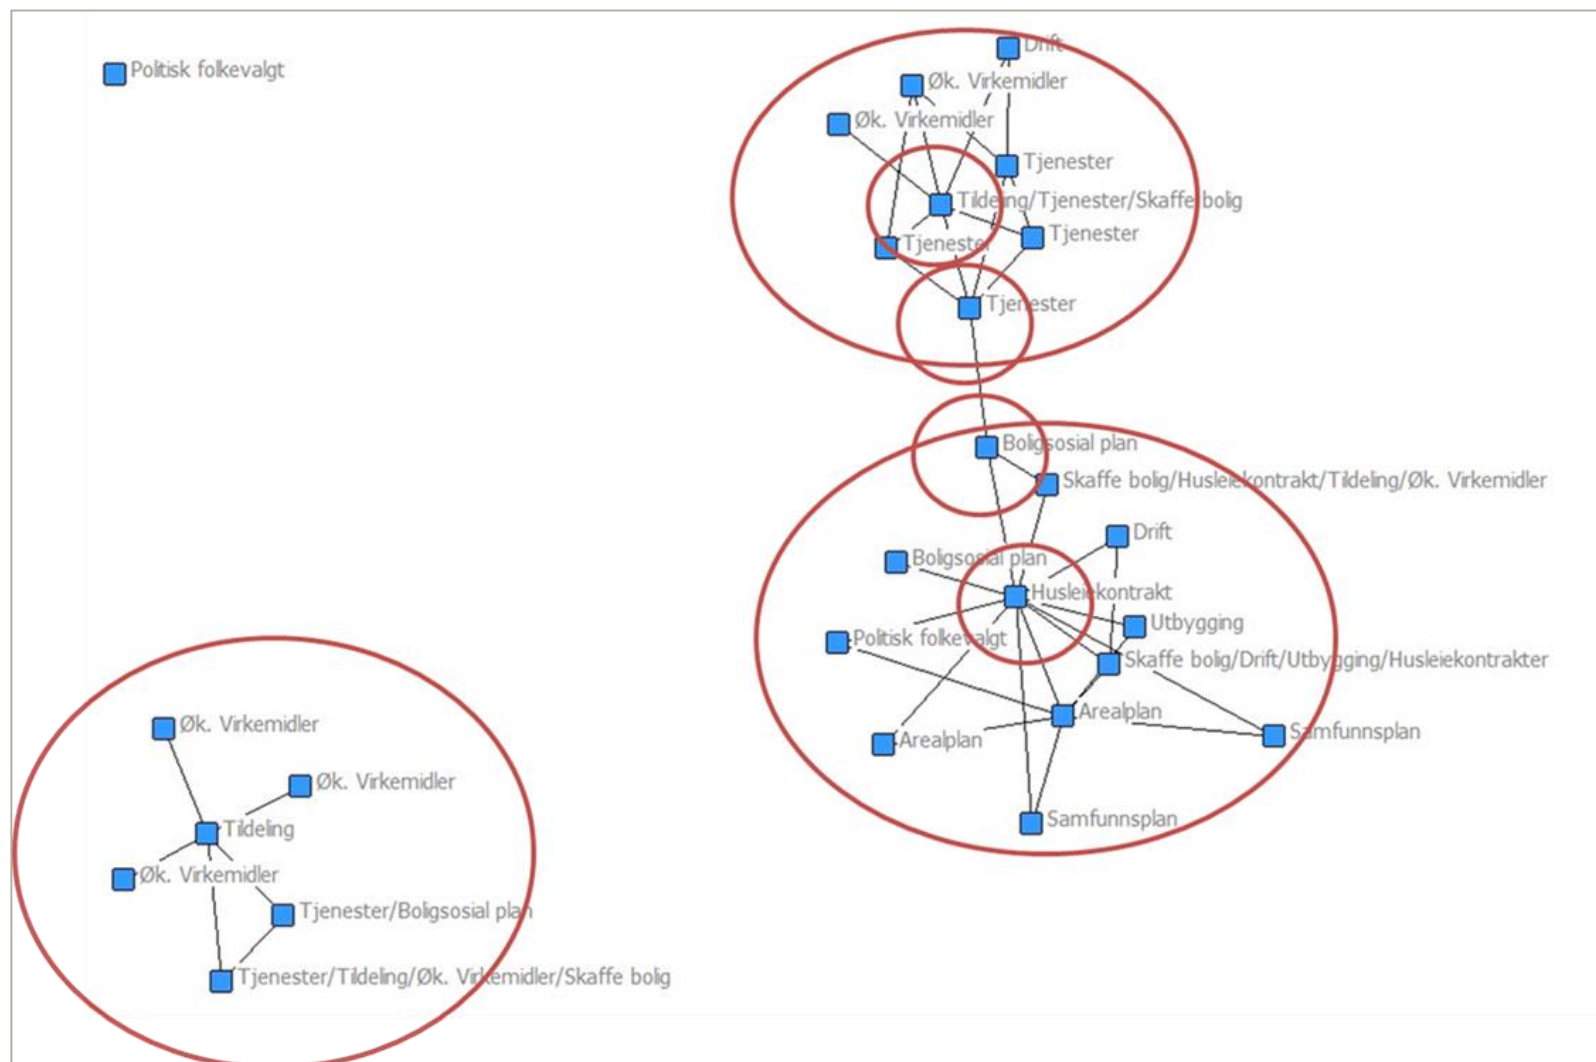 Drift
Politisk folkevalgt
Øk. Virkemidler
Øk. Virkemidler
Tjenester
Tildeling/Tjenester/Skaffe bolig
Tjenester
Tjenester
Tjenester
Boligsosial plan
Skaffe bolig/Husleiekontrakt/Tildeling/Øk. Virkemidler
Drift
Boligsosial plan
Husleiekontrakt
Utbygging
Politisk folkevalgt
Skaffe bolig/Drift/Utbygging/Husleiekontrakter
Arealplan
Øk. Virkemidler
Samfunnsplan
Arealplan
Øk. Virkemidler
Samfunnsplan
Tildeling
Øk. Virkemidler
Tjenester/Boligsosial plan
Tjenester/Tildeling/Øk. Virkemidler/Skaffe bolig